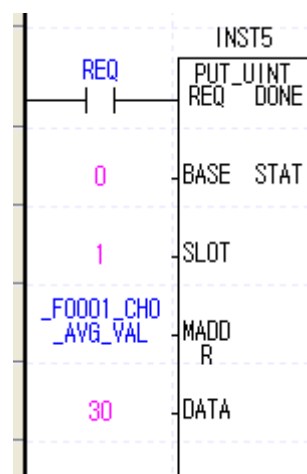 INST5
REQ
PUT_UINT
REQ DONE
0
BASE STAT
1
SLOT
_F0001_CH0
_AVG_VAL
MADD
R
30
DATA